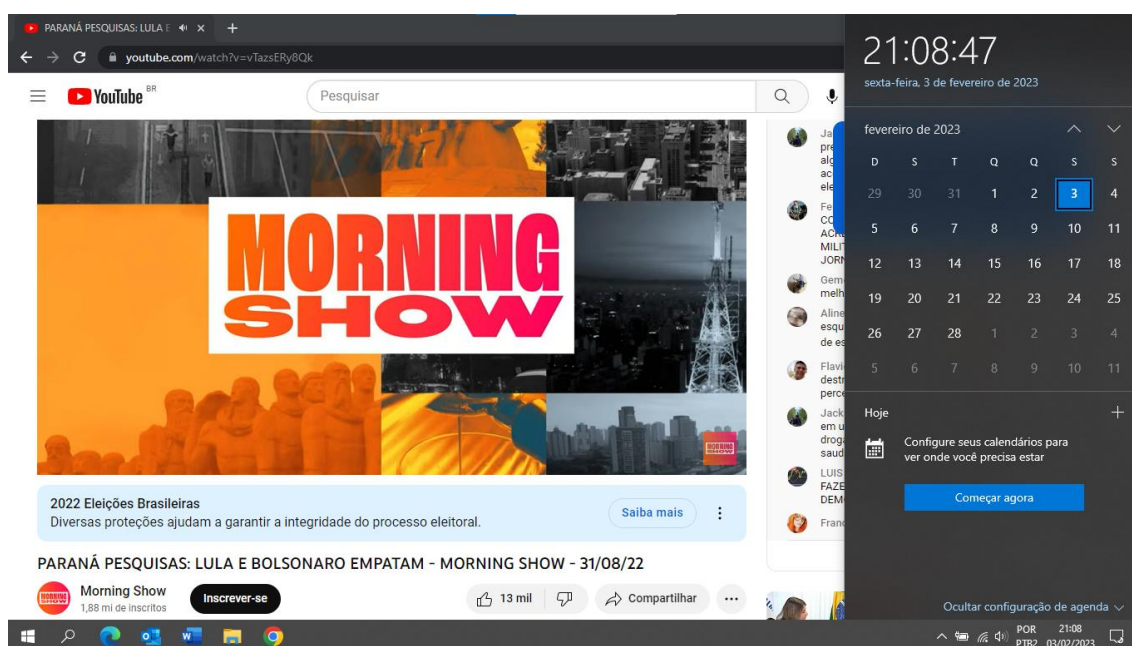 PARANÁ PESQUISAS: LULA E
youtube.com/watch?v=vTazsERy8Qk
YouTube BR
Pesquisar
MORNING
SHOW
MORNING
SHOW
2022 Eleições Brasileiras
Diversas proteções ajudam a garantir a integridade do processo eleitoral.
Saiba mais
PARANÁ PESQUISAS: LULA E BOLSONARO EMPATAM - MORNING SHOW - 31/08/22
MORNING
SHOW
Morning Show
1,88 mi de inscritos
Inscrever-se
13 mil
Compartilhar
LUIS
FAZE
21:08:47
sexta-feira, 3 de fevereiro de 2023
fevereiro de 2023
D S T Q Q S S
29 30 31 1 2 3 4
5 6 7 8 9 10 11
12 13 14 15 16 17 18
19 20 21 22 23 24 25
26 27 28 1 2 3 4
5 6 7 8 9 10 11
Hoje
Configure seus calendários para
ver onde você precisa estar
Começar agora
Ocultar configuração de agenda
POR
PTB2
21:08
03/02/2023